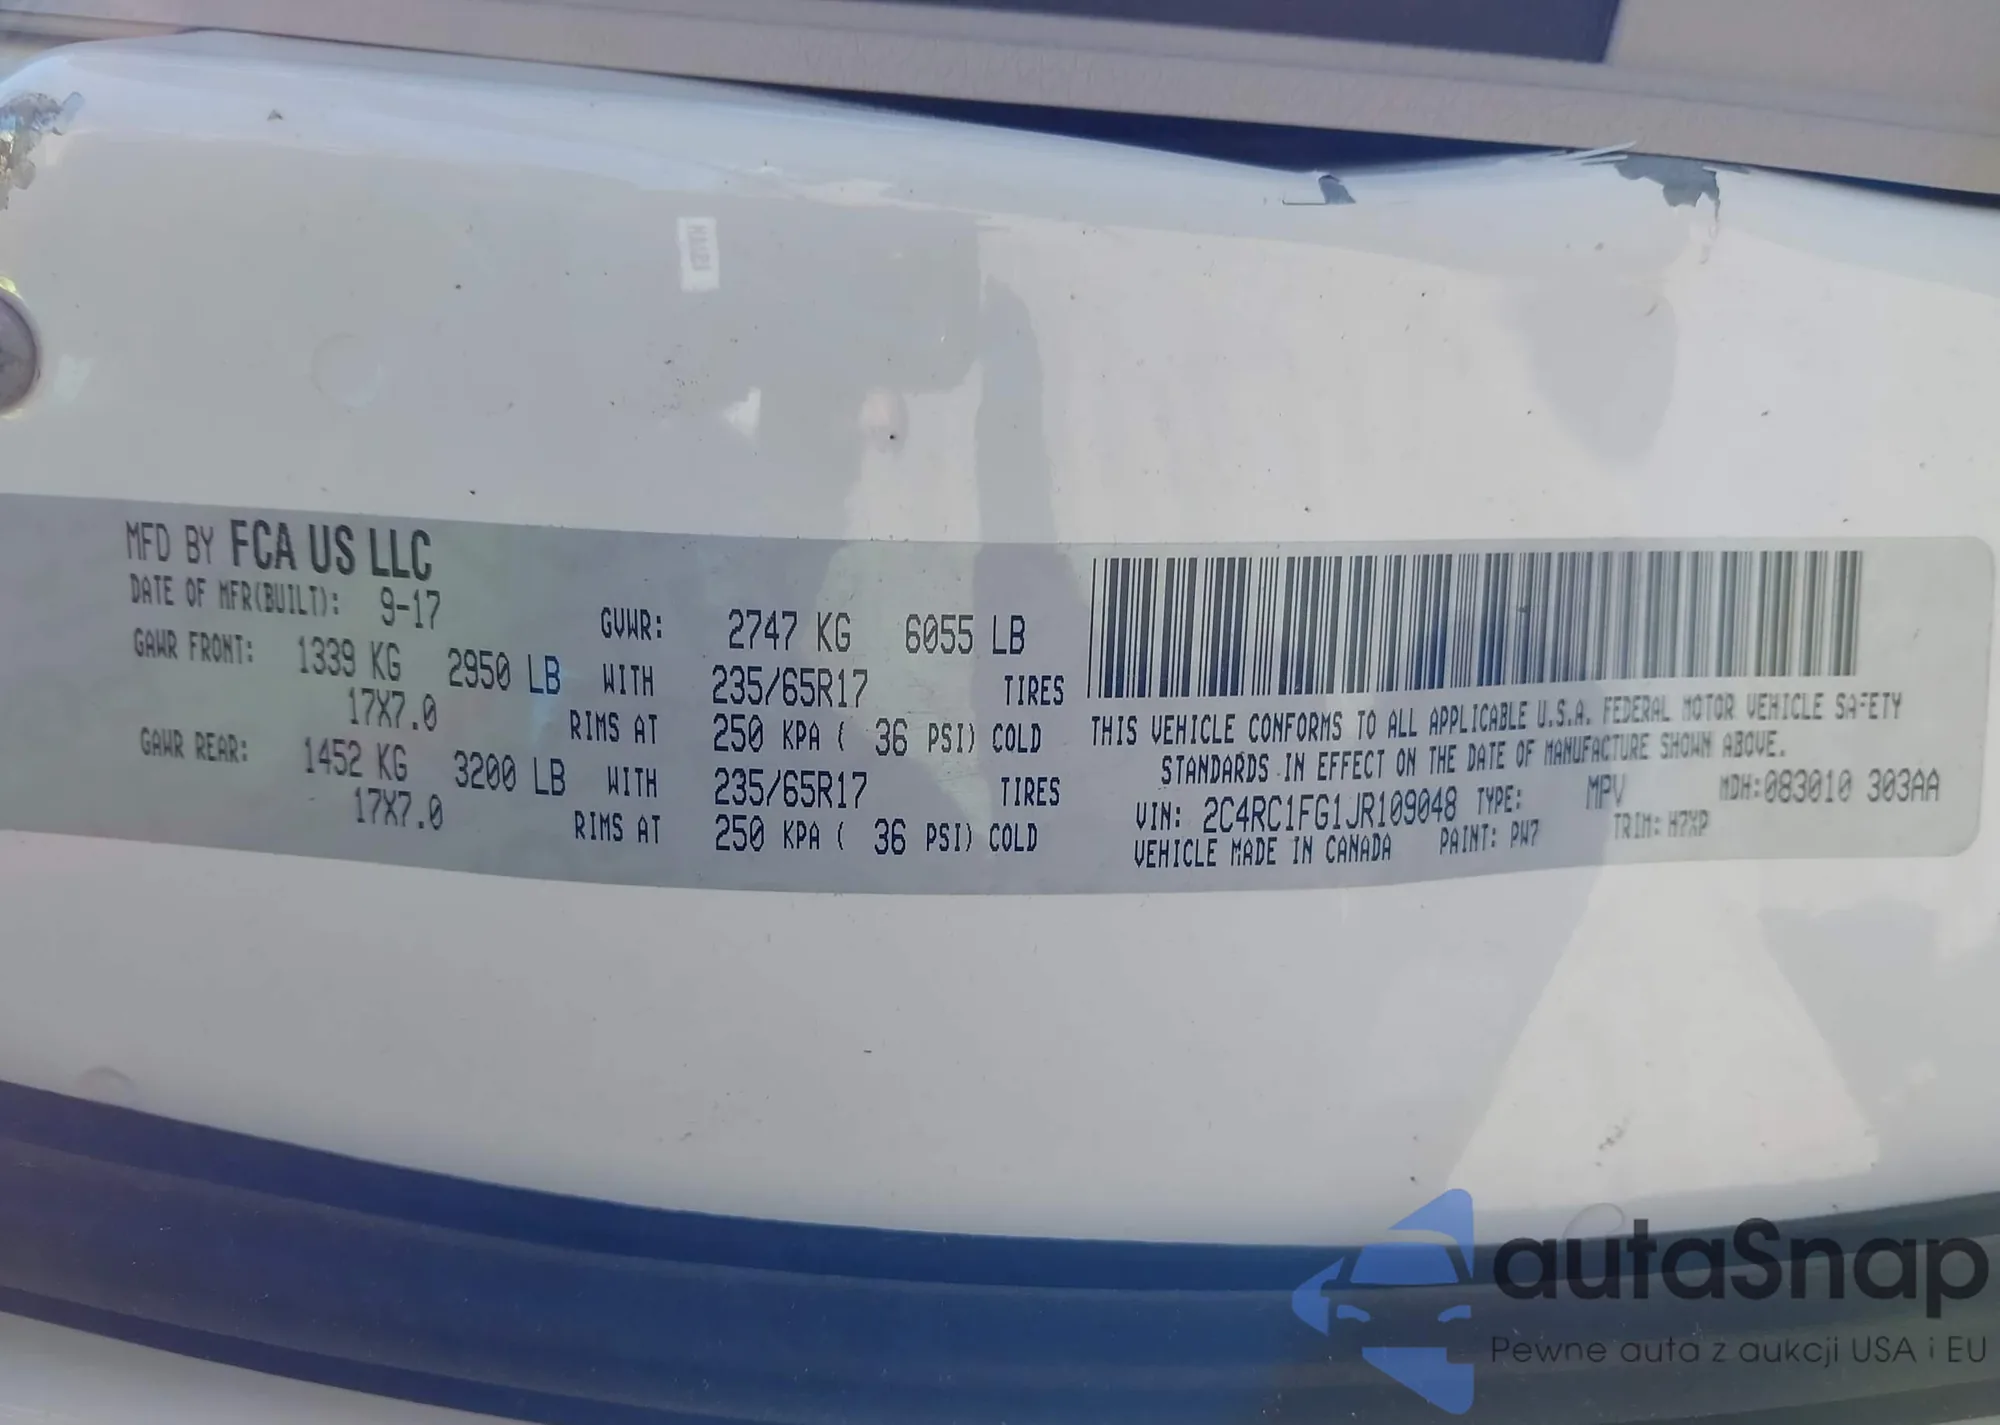 MFD BY FCA US LLC
DATE OF MFR(BUILT): 9-17
GVWR: 2747 KG 6055 LB
GAWR FRONT: 1339 KG 2950 LB WITH 235/65R17 TIRES
17X7.0 RIMS AT 250 KPA ( 36 PSI) COLD
GAWR REAR: 1452 KG 3200 LB WITH 235/65R17 TIRES
17X7.0 RIMS AT 250 KPA ( 36 PSI) COLD
THIS VEHICLE CONFORMS TO ALL APPLICABLE U.S.A. FEDERAL MOTOR VEHICLE SAFETY
STANDARDS IN EFFECT ON THE DATE OF MANUFACTURE SHOWN ABOVE.
VIN: 2C4RC1FG1JR109048 TYPE: MPV MDH:083010 303AA
VEHICLE MADE IN CANADA PAINT: PW7 TRIM: H7XP
autaSnap
Pewne auta z aukcji USA i EU